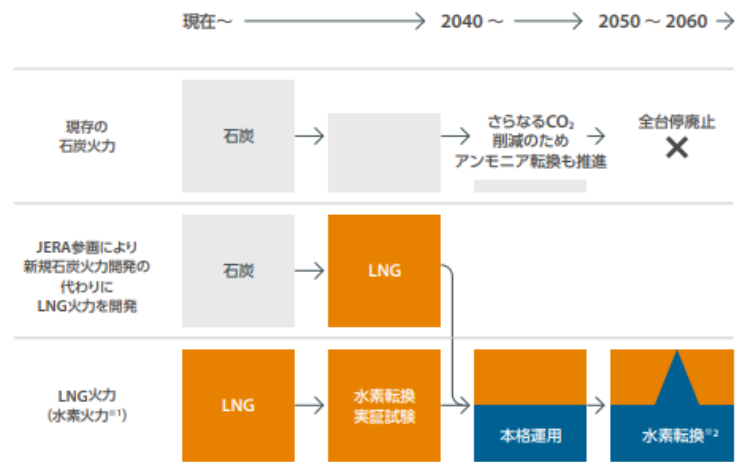 現在～
2040～
2050～2060
現存の
石炭火力
石炭
さらなるCO₂
削減のため
アンモニア転換も推進
全台停廃止
JERA参画により
新規石炭火力開発の
代わりに
LNG火力を開発
石炭
LNG
LNG火力
（水素火力※1）
LNG
水素転換
実証試験
本格運用
水素転換※2